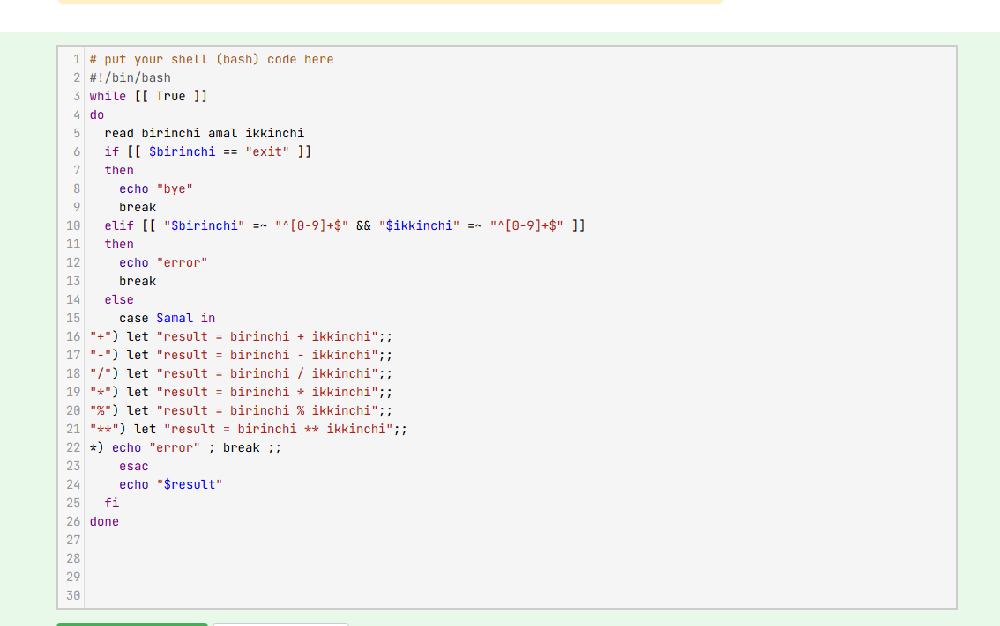 1 # put your shell (bash) code here
2 #!/bin/bash
3 while [[ True ]]
4 do
5   read birinchi amal ikkinchi
6   if [[ $birinchi == "exit" ]]
7   then
8     echo "bye"
9     break
10   elif [[ "$birinchi" =~ "^[0-9]+$" && "$ikkinchi" =~ "^[0-9]+$" ]]
11   then
12     echo "error"
13     break
14   else
15     case $amal in
16 "+") let "result = birinchi + ikkinchi";;
17 "-") let "result = birinchi - ikkinchi";;
18 "/") let "result = birinchi / ikkinchi";;
19 "*") let "result = birinchi * ikkinchi";;
20 "%") let "result = birinchi % ikkinchi";;
21 "**") let "result = birinchi ** ikkinchi";;
22 *) echo "error" ; break ;;
23     esac
24     echo "$result"
25   fi
26 done
27
28
29
30